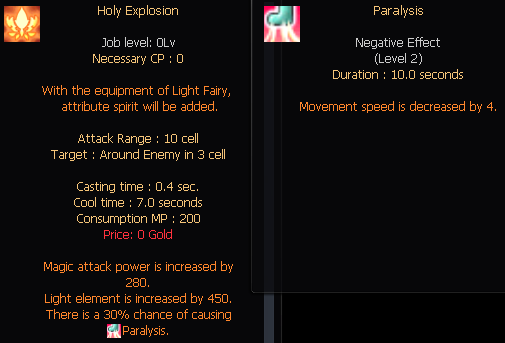 Holy Explosion
Job level: 0Lv
Necessary CP : 0
With the equipment of Light Fairy,
attribute spirit will be added.
Attack Range : 10 cell
Target : Around Enemy in 3 cell
Casting time : 0.4 sec.
Cool time : 7.0 seconds
Consumption MP : 200
Price: 0 Gold
Magic attack power is increased by
280.
Light element is increased by 450.
There is a 30% chance of causing
Paralysis.
Paralysis
Negative Effect
(Level 2)
Duration : 10.0 seconds
Movement speed is decreased by 4.